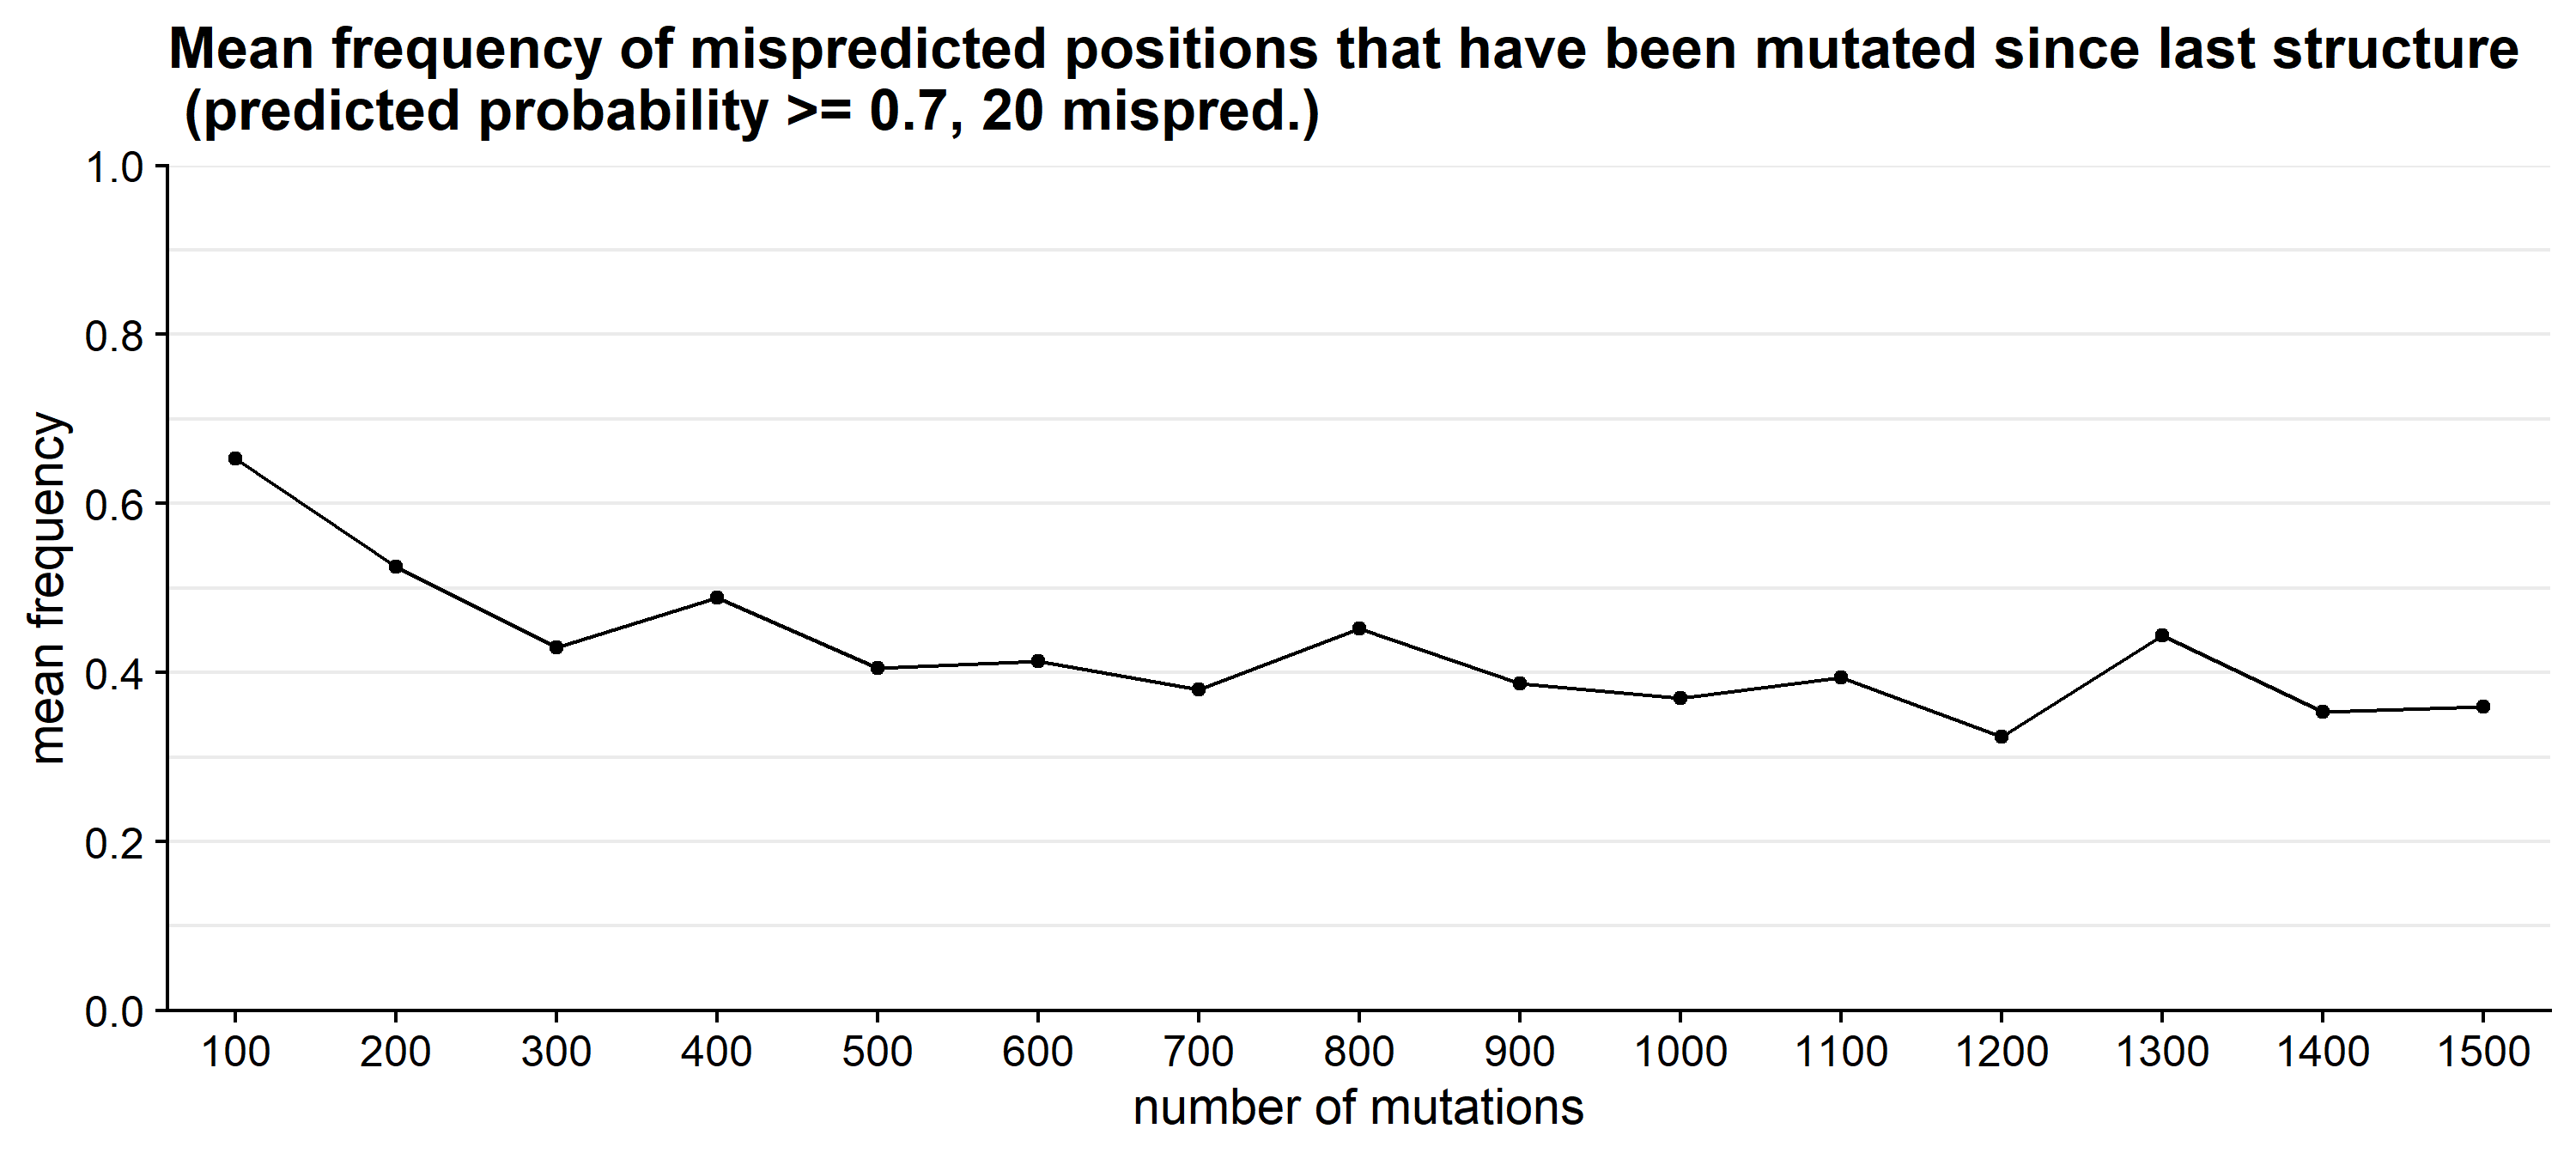 Mean frequency of mispredicted positions that have been mutated since last structure
(predicted probability >= 0.7, 20 mispred.)
1.0
0.8
0.6
0.4
0.2
0.0
mean frequency
100 200 300 400 500 600 700 800 900 1000 1100 1200 1300 1400 1500
number of mutations